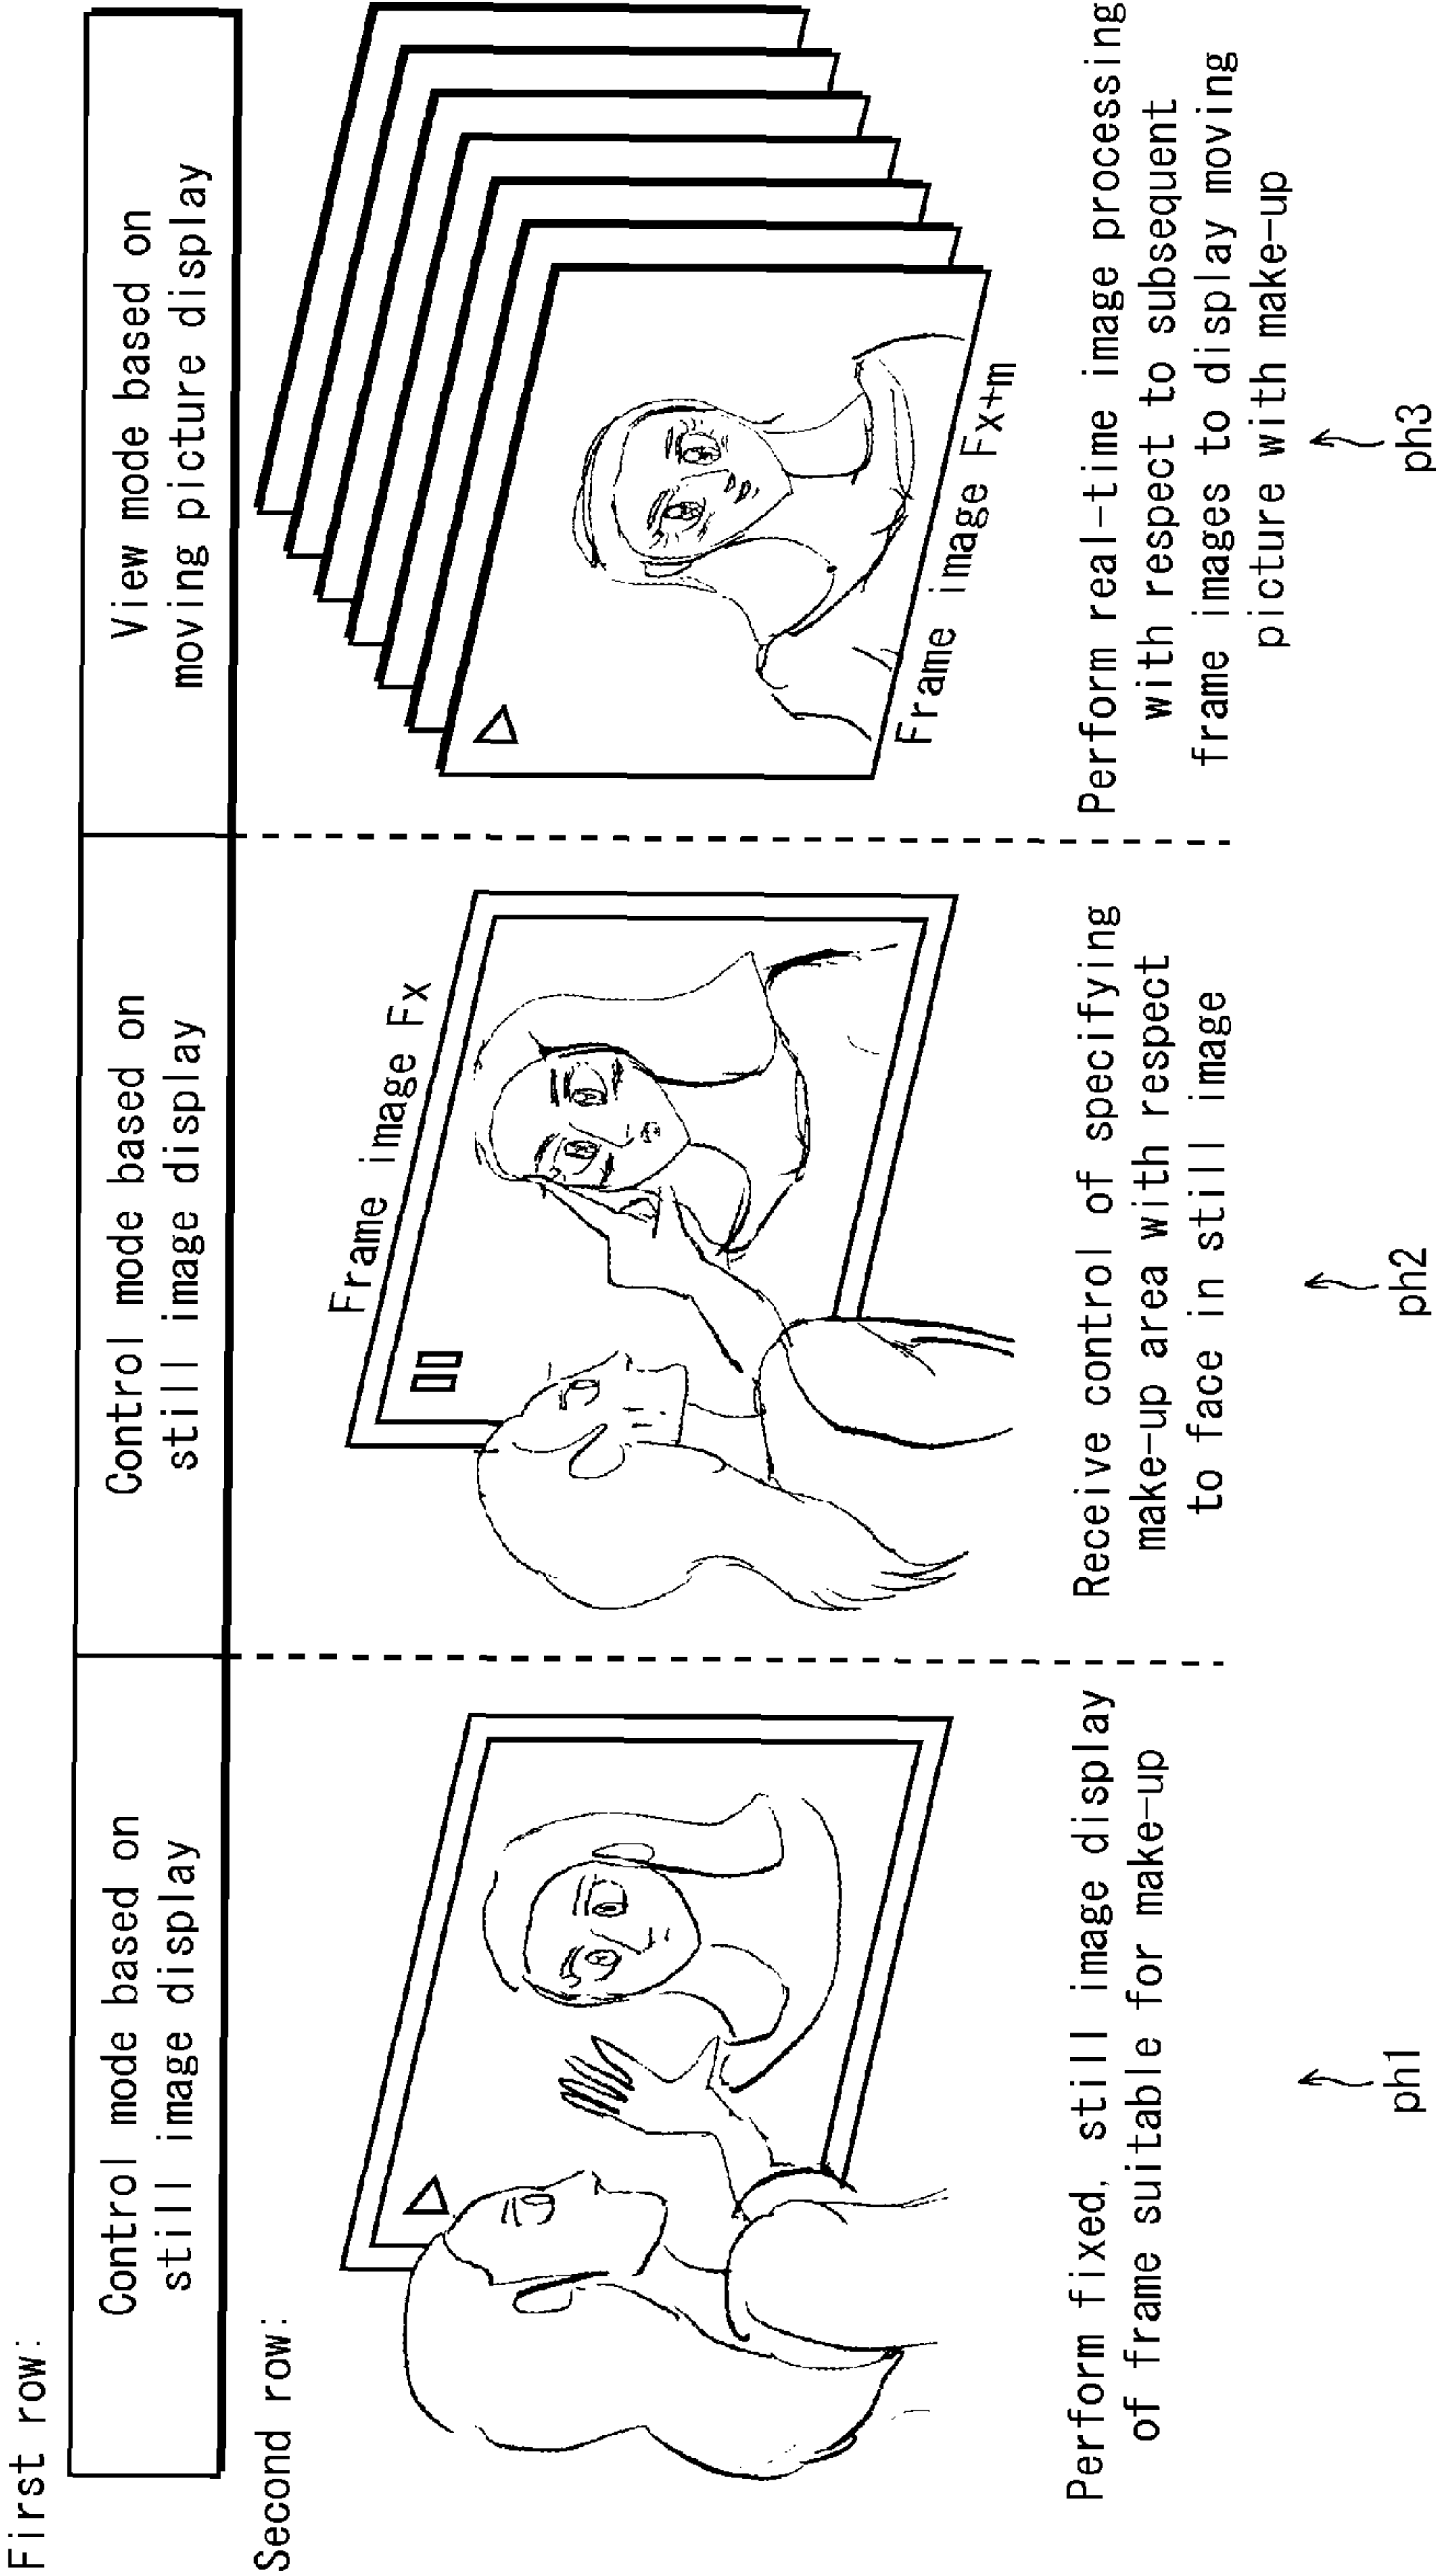 First row:
Control mode based on
still image display
Control mode based on
still image display
View mode based on
moving picture display
Second row:
Frame image Fx
Frame image Fx+m
Perform fixed, still image display
of frame suitable for make-up
Receive control of specifying
make-up area with respect
to face in still image
Perform real-time image processing
with respect to subsequent
frame images to display moving
picture with make-up
ph1
ph2
ph3